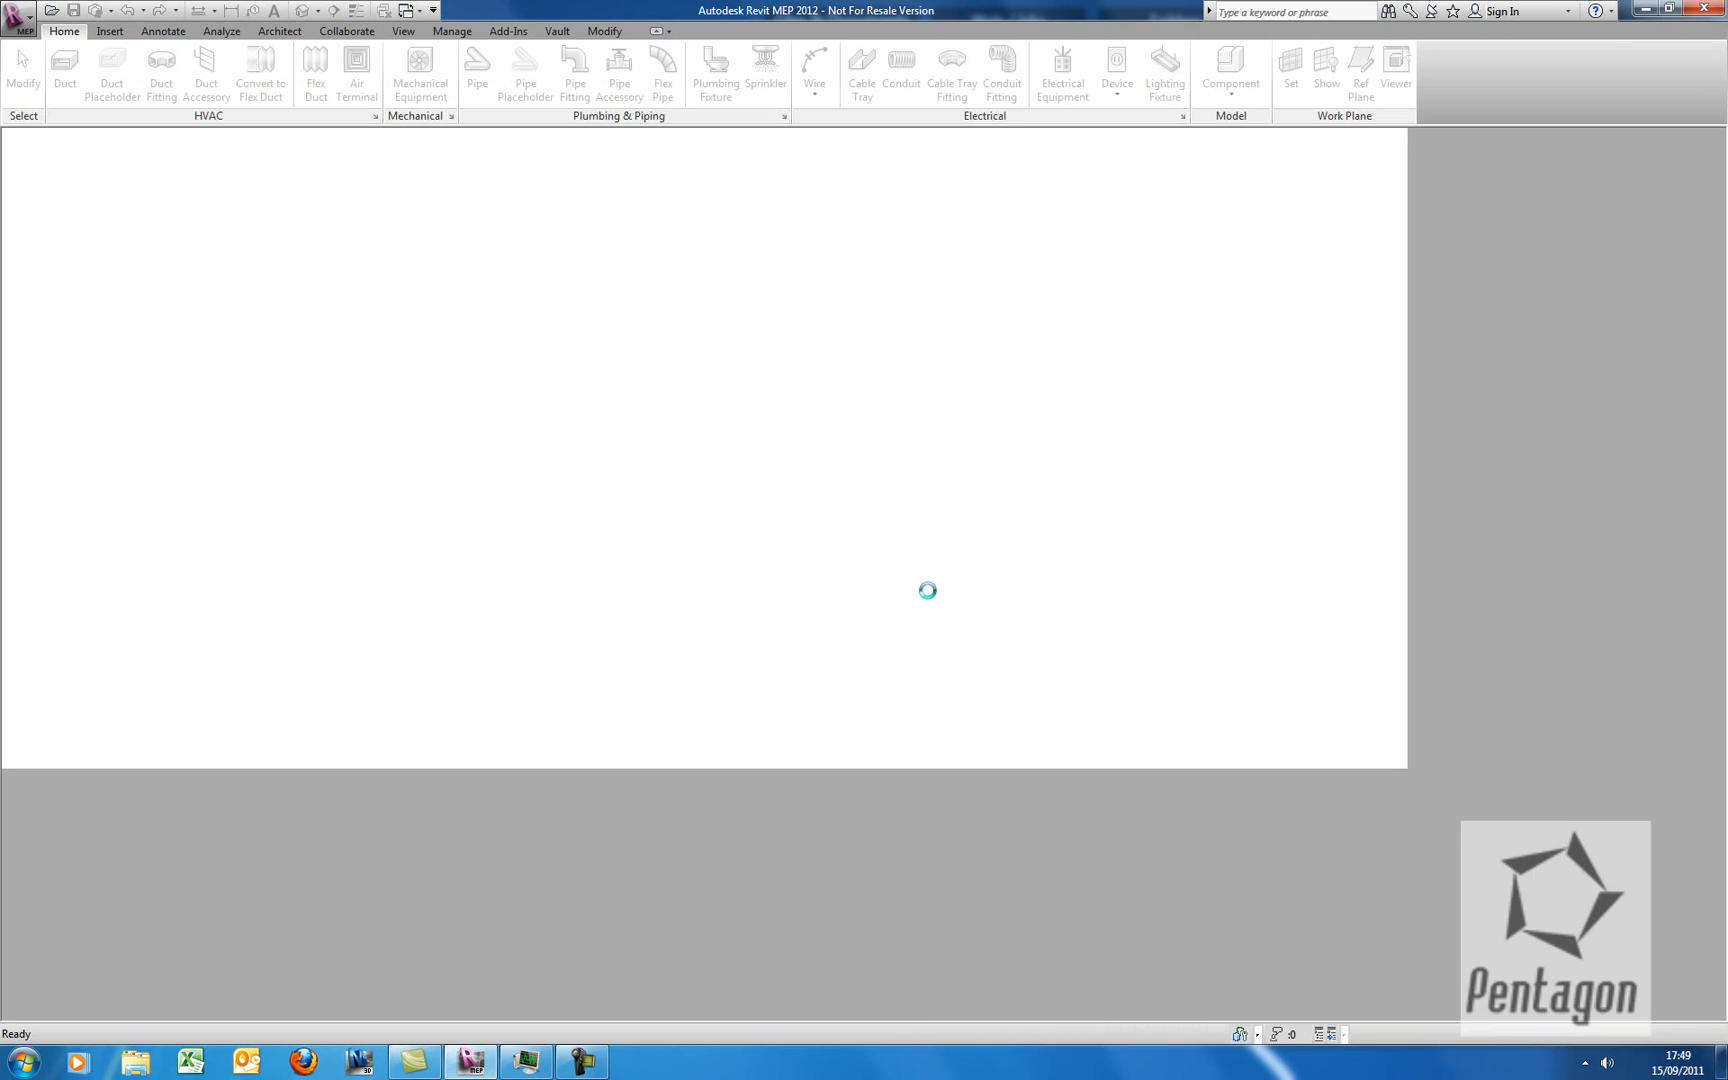 Autodesk Revit MEP 2012 - Not For Resale Version
Type a keyword or phrase
Sign In
MEP
Home Insert Annotate Analyze Architect Collaborate View Manage Add-Ins Vault Modify
Modify
Duct
Duct Placeholder
Duct Fitting
Duct Accessory
Convert to Flex Duct
Flex Duct
Air Terminal
Mechanical Equipment
Pipe
Pipe Placeholder
Pipe Fitting
Pipe Accessory
Flex Pipe
Plumbing Fixture
Sprinkler
Wire
Cable Tray
Conduit
Cable Tray Fitting
Conduit Fitting
Electrical Equipment
Device
Lighting Fixture
Component
Set
Show
Ref Plane
Viewer
Select HVAC Mechanical Plumbing & Piping Electrical Model Work Plane
Pentagon
Ready
:0
17:49
15/09/2011